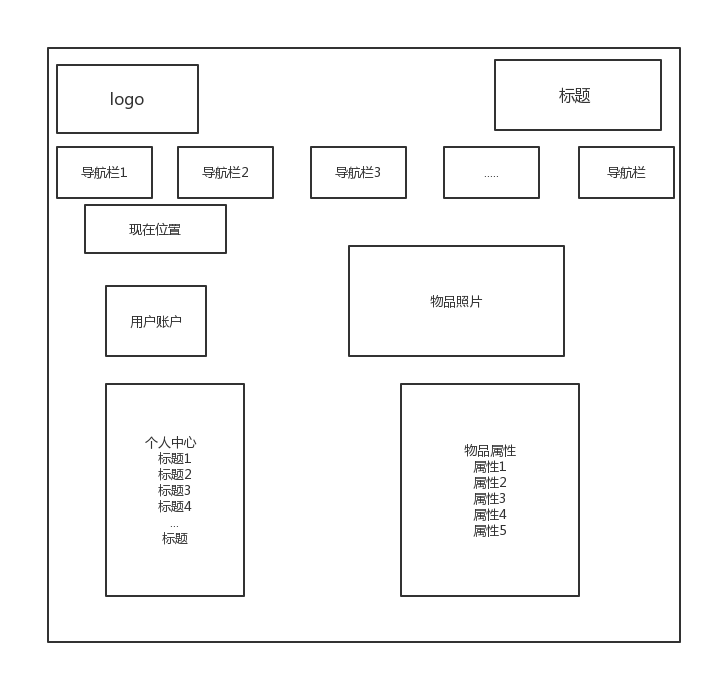 logo
标题
导航栏1
导航栏2
导航栏3
.....
导航栏
现在位置
用户账户
物品照片
个人中心
标题1
标题2
标题3
标题4
...
标题
物品属性
属性1
属性2
属性3
属性4
属性5